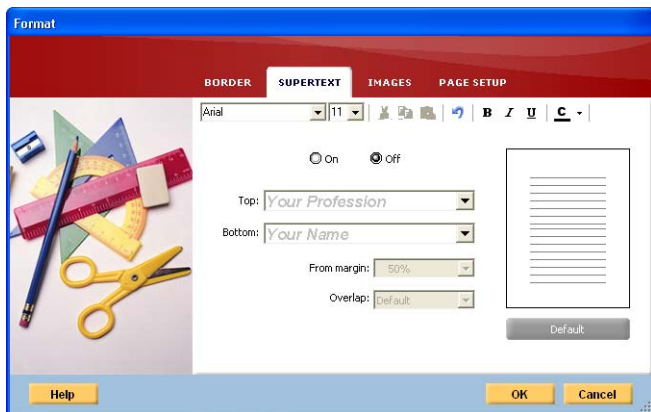 Format
BORDER SUPERTEXT IMAGES PAGE SETUP
Arial 11 B I U C
On Off
Top: Your Profession
Bottom: Your Name
From margin: 50%
Overlap: Default
Default
Help OK Cancel